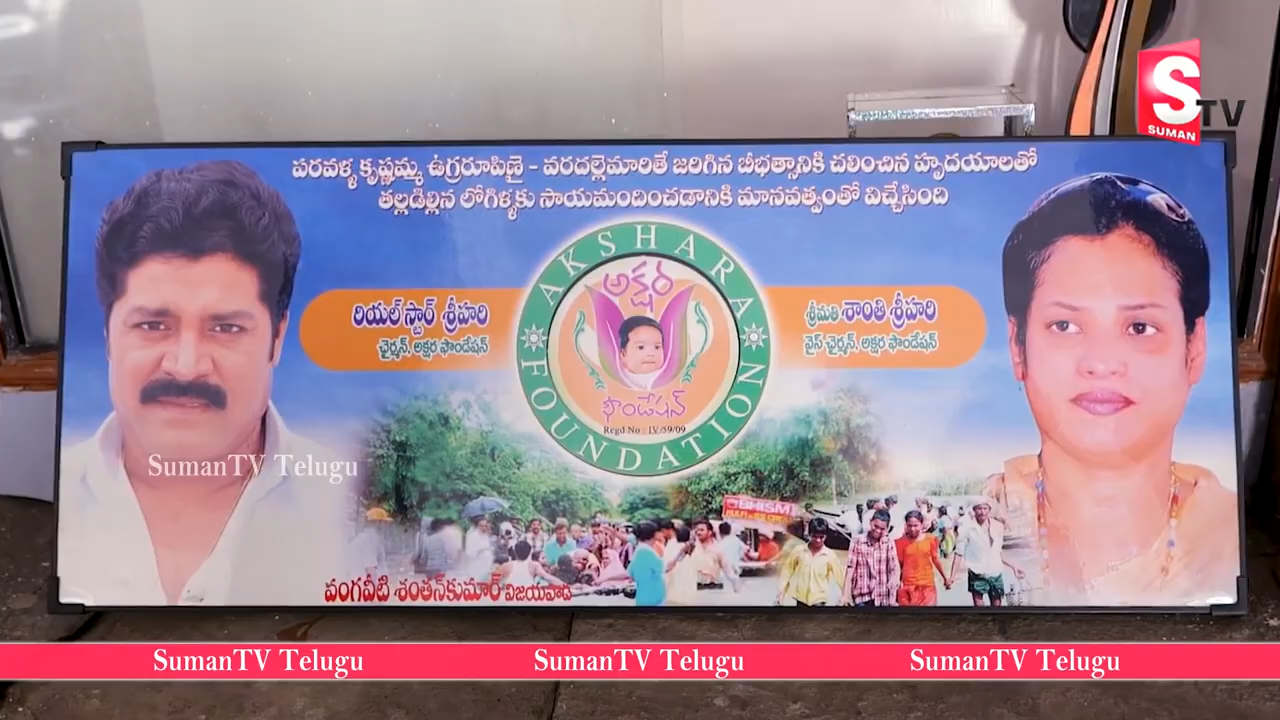 S
TV
SUMAN
పరవళ్ళ కృష్ణమ్మ ఉగ్రరూపిణై - వరదల్లెమారితే జరిగిన బీభత్సానికి చలించిన హృదయాలతో
తల్లడిల్లిన లోగిళ్ళకు సాయమందించడానికి మానవత్వంతో విచ్చేసింది
AKSHARA
అక్షర
రియల్ స్టార్ శ్రీహరి
ఛైర్మన్, అక్షర ఫౌండేషన్
శ్రీమతి శాంతి శ్రీహరి
వైస్ ఛైర్మన్, అక్షర ఫౌండేషన్
ఫౌండేషన్
Regd No : IV/59/09
FOUNDATION
SumanTV Telugu
BHISM
వంగవీటి శంతన్‌కుమార్ విజయవాడ
SumanTV Telugu SumanTV Telugu SumanTV Telugu